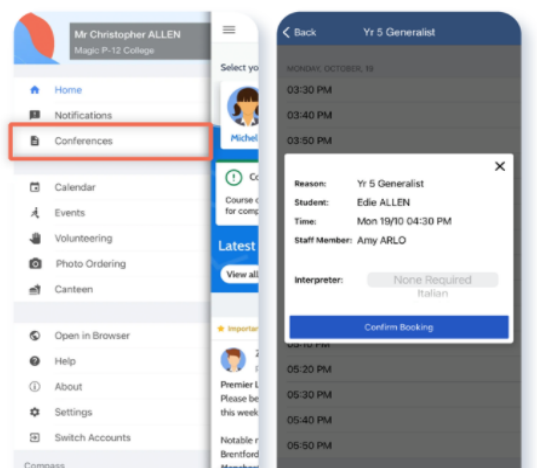 Mr Christopher ALLEN
Magic P-12 College
Home
Notifications
Conferences
Calendar
Events
Volunteering
Photo Ordering
Canteen
Open in Browser
Help
About
Settings
Switch Accounts
Compass
Select yo
Michel
Co
Course c
for comp
Latest
View all
Importan
Premier L
Please be
this week
Notable r
Brentford
Back
Yr 5 Generalist
MONDAY, OCTOBER, 19
03:30 PM
03:40 PM
03:50 PM
Reason: Yr 5 Generalist
Student: Edie ALLEN
Time: Mon 19/10 04:30 PM
Staff Member: Amy ARLO
Interpreter: None Required
Italian
Confirm Booking
05:10 PM
05:20 PM
05:30 PM
05:40 PM
05:50 PM